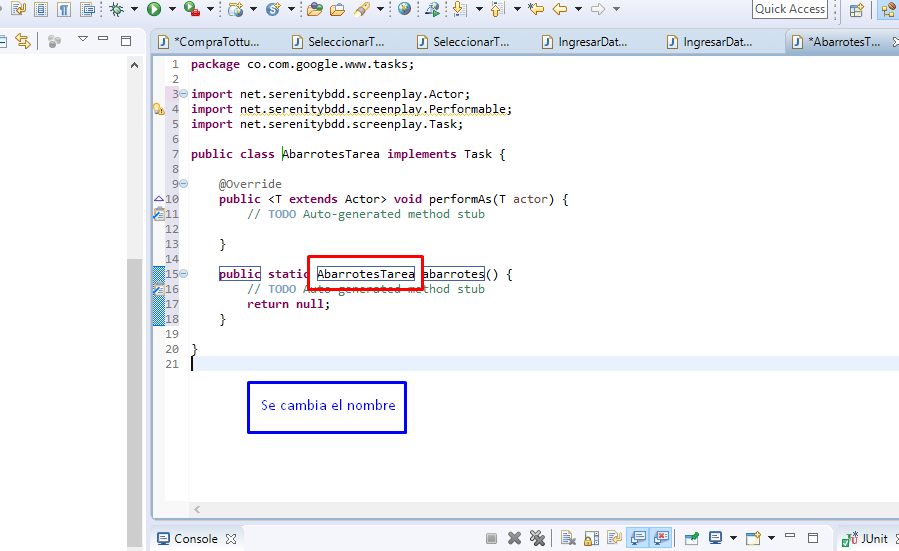 Quick Access
*CompraTottu...
SeleccionarT...
SeleccionarT...
IngresarDat...
IngresarDat...
*AbarrotesT...
1 package co.com.google.www.tasks;
2
3 import net.serenitybdd.screenplay.Actor;
4 import net.serenitybdd.screenplay.Performable;
5 import net.serenitybdd.screenplay.Task;
6
7 public class AbarrotesTarea implements Task {
8
9 @Override
10 public <T extends Actor> void performAs(T actor) {
11 // TODO Auto-generated method stub
12
13 }
14
15 public static AbarrotesTarea abarrotes() {
16 // TODO Auto-generated method stub
17 return null;
18 }
19
20 }
21
Se cambia el nombre
Console
JUnit